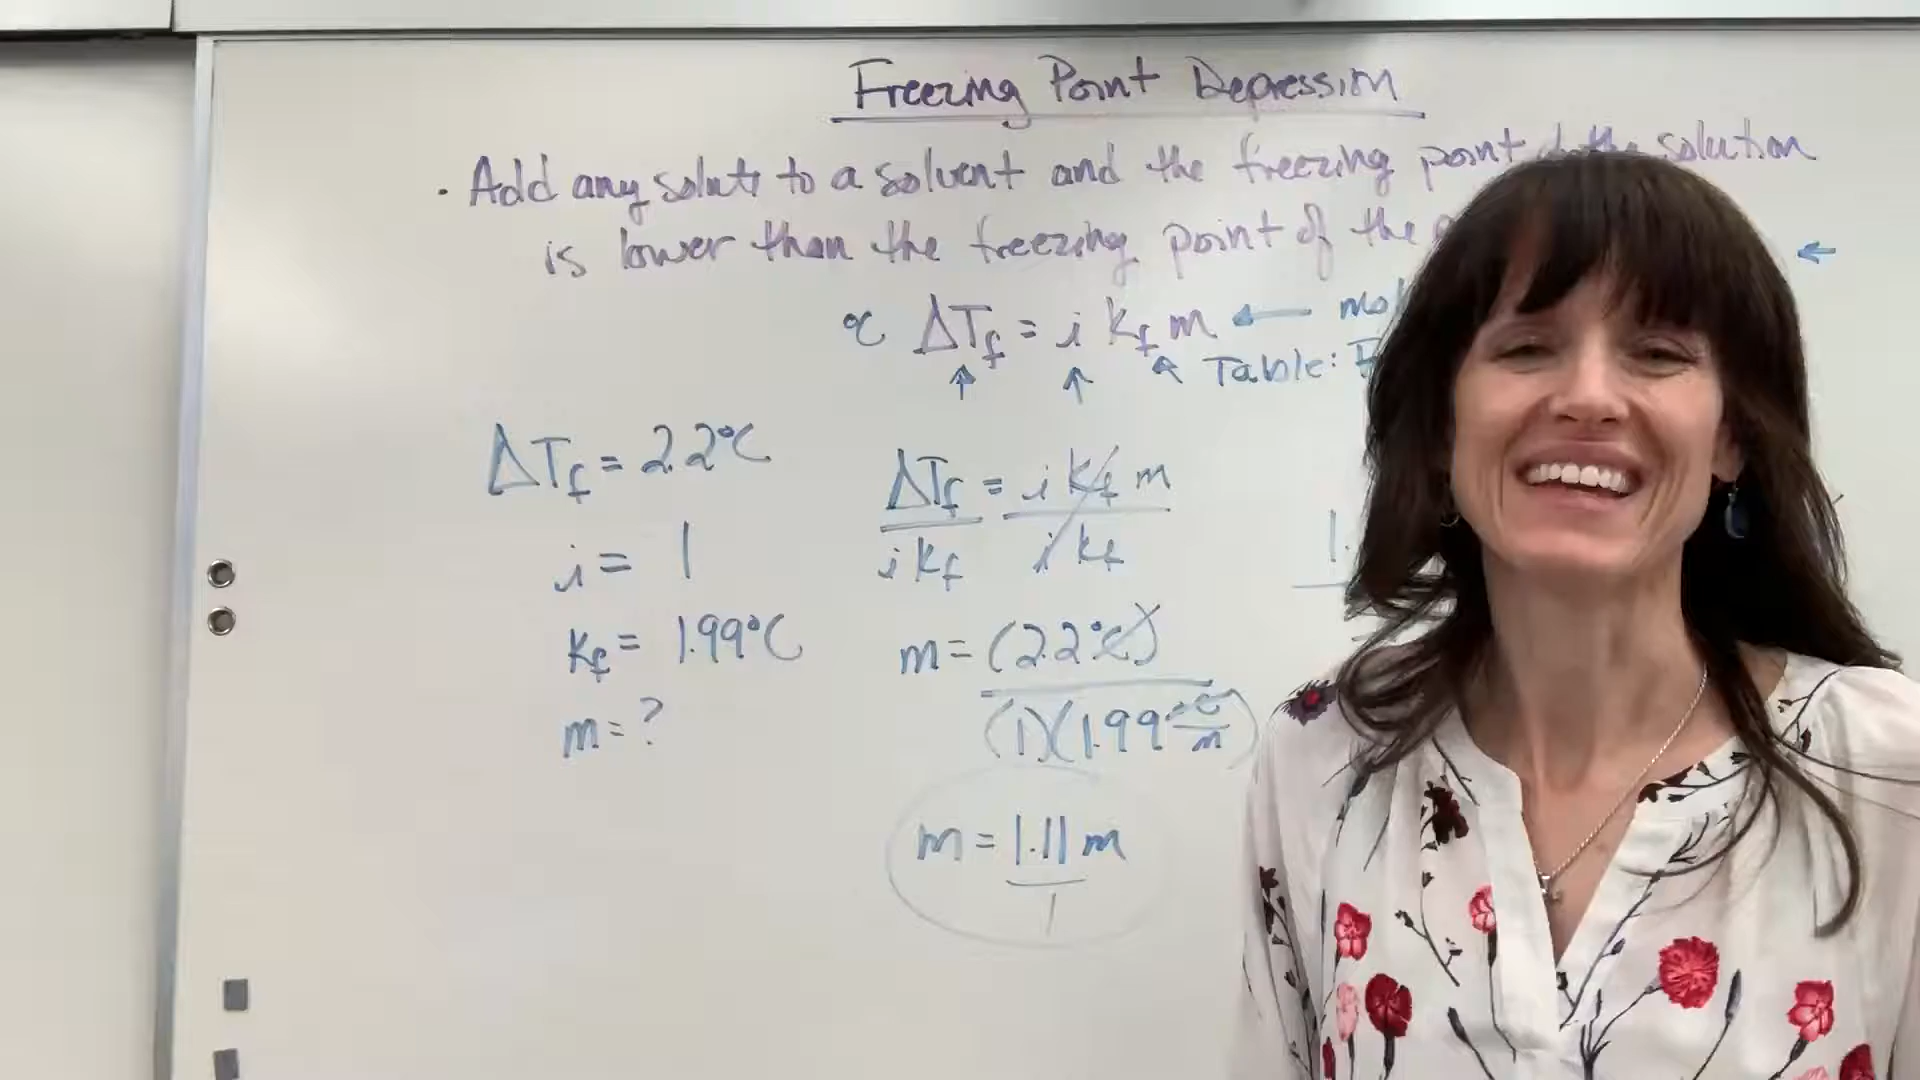 Freezing Point Depression
· Add any solute to a solvent and the freezing point of the solution
is lower than the freezing point of the ←
°C ΔTf = i kf m ←
↑ ↑ ↖ Table:
ΔTf = 2.2°C
i = 1
kf = 1.99°C
m = ?
ΔTf = i kf m
i kf i kf
m = (2.2°C)
(1)(1.99 °C/m)
m = 1.11 m
1
1.